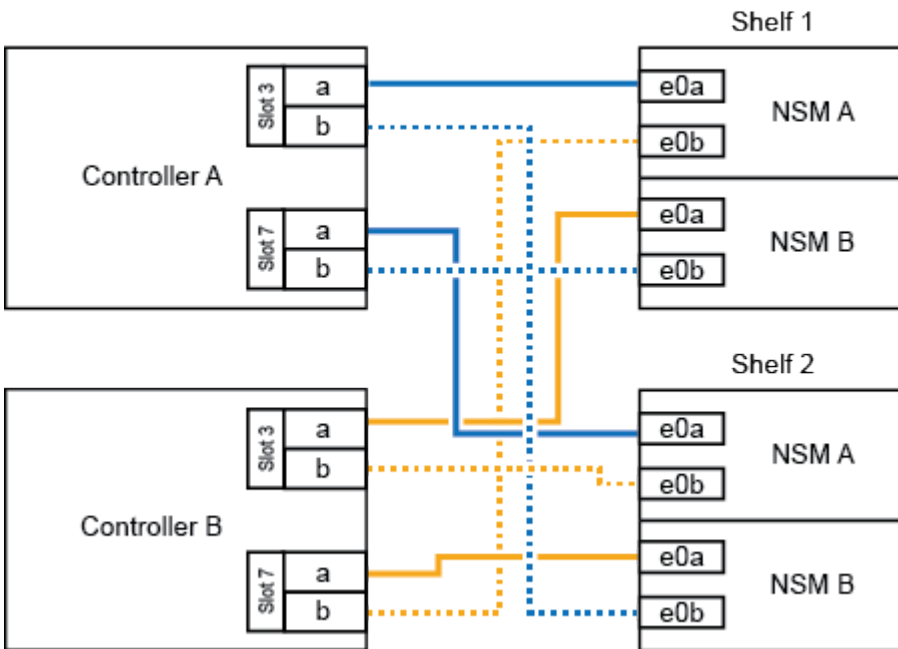 Shelf 1
Controller A
Slot 3
a
b
Slot 7
a
b
e0a
e0b
NSM A
e0a
e0b
NSM B
Shelf 2
Controller B
Slot 3
a
b
Slot 7
a
b
e0a
e0b
NSM A
e0a
e0b
NSM B